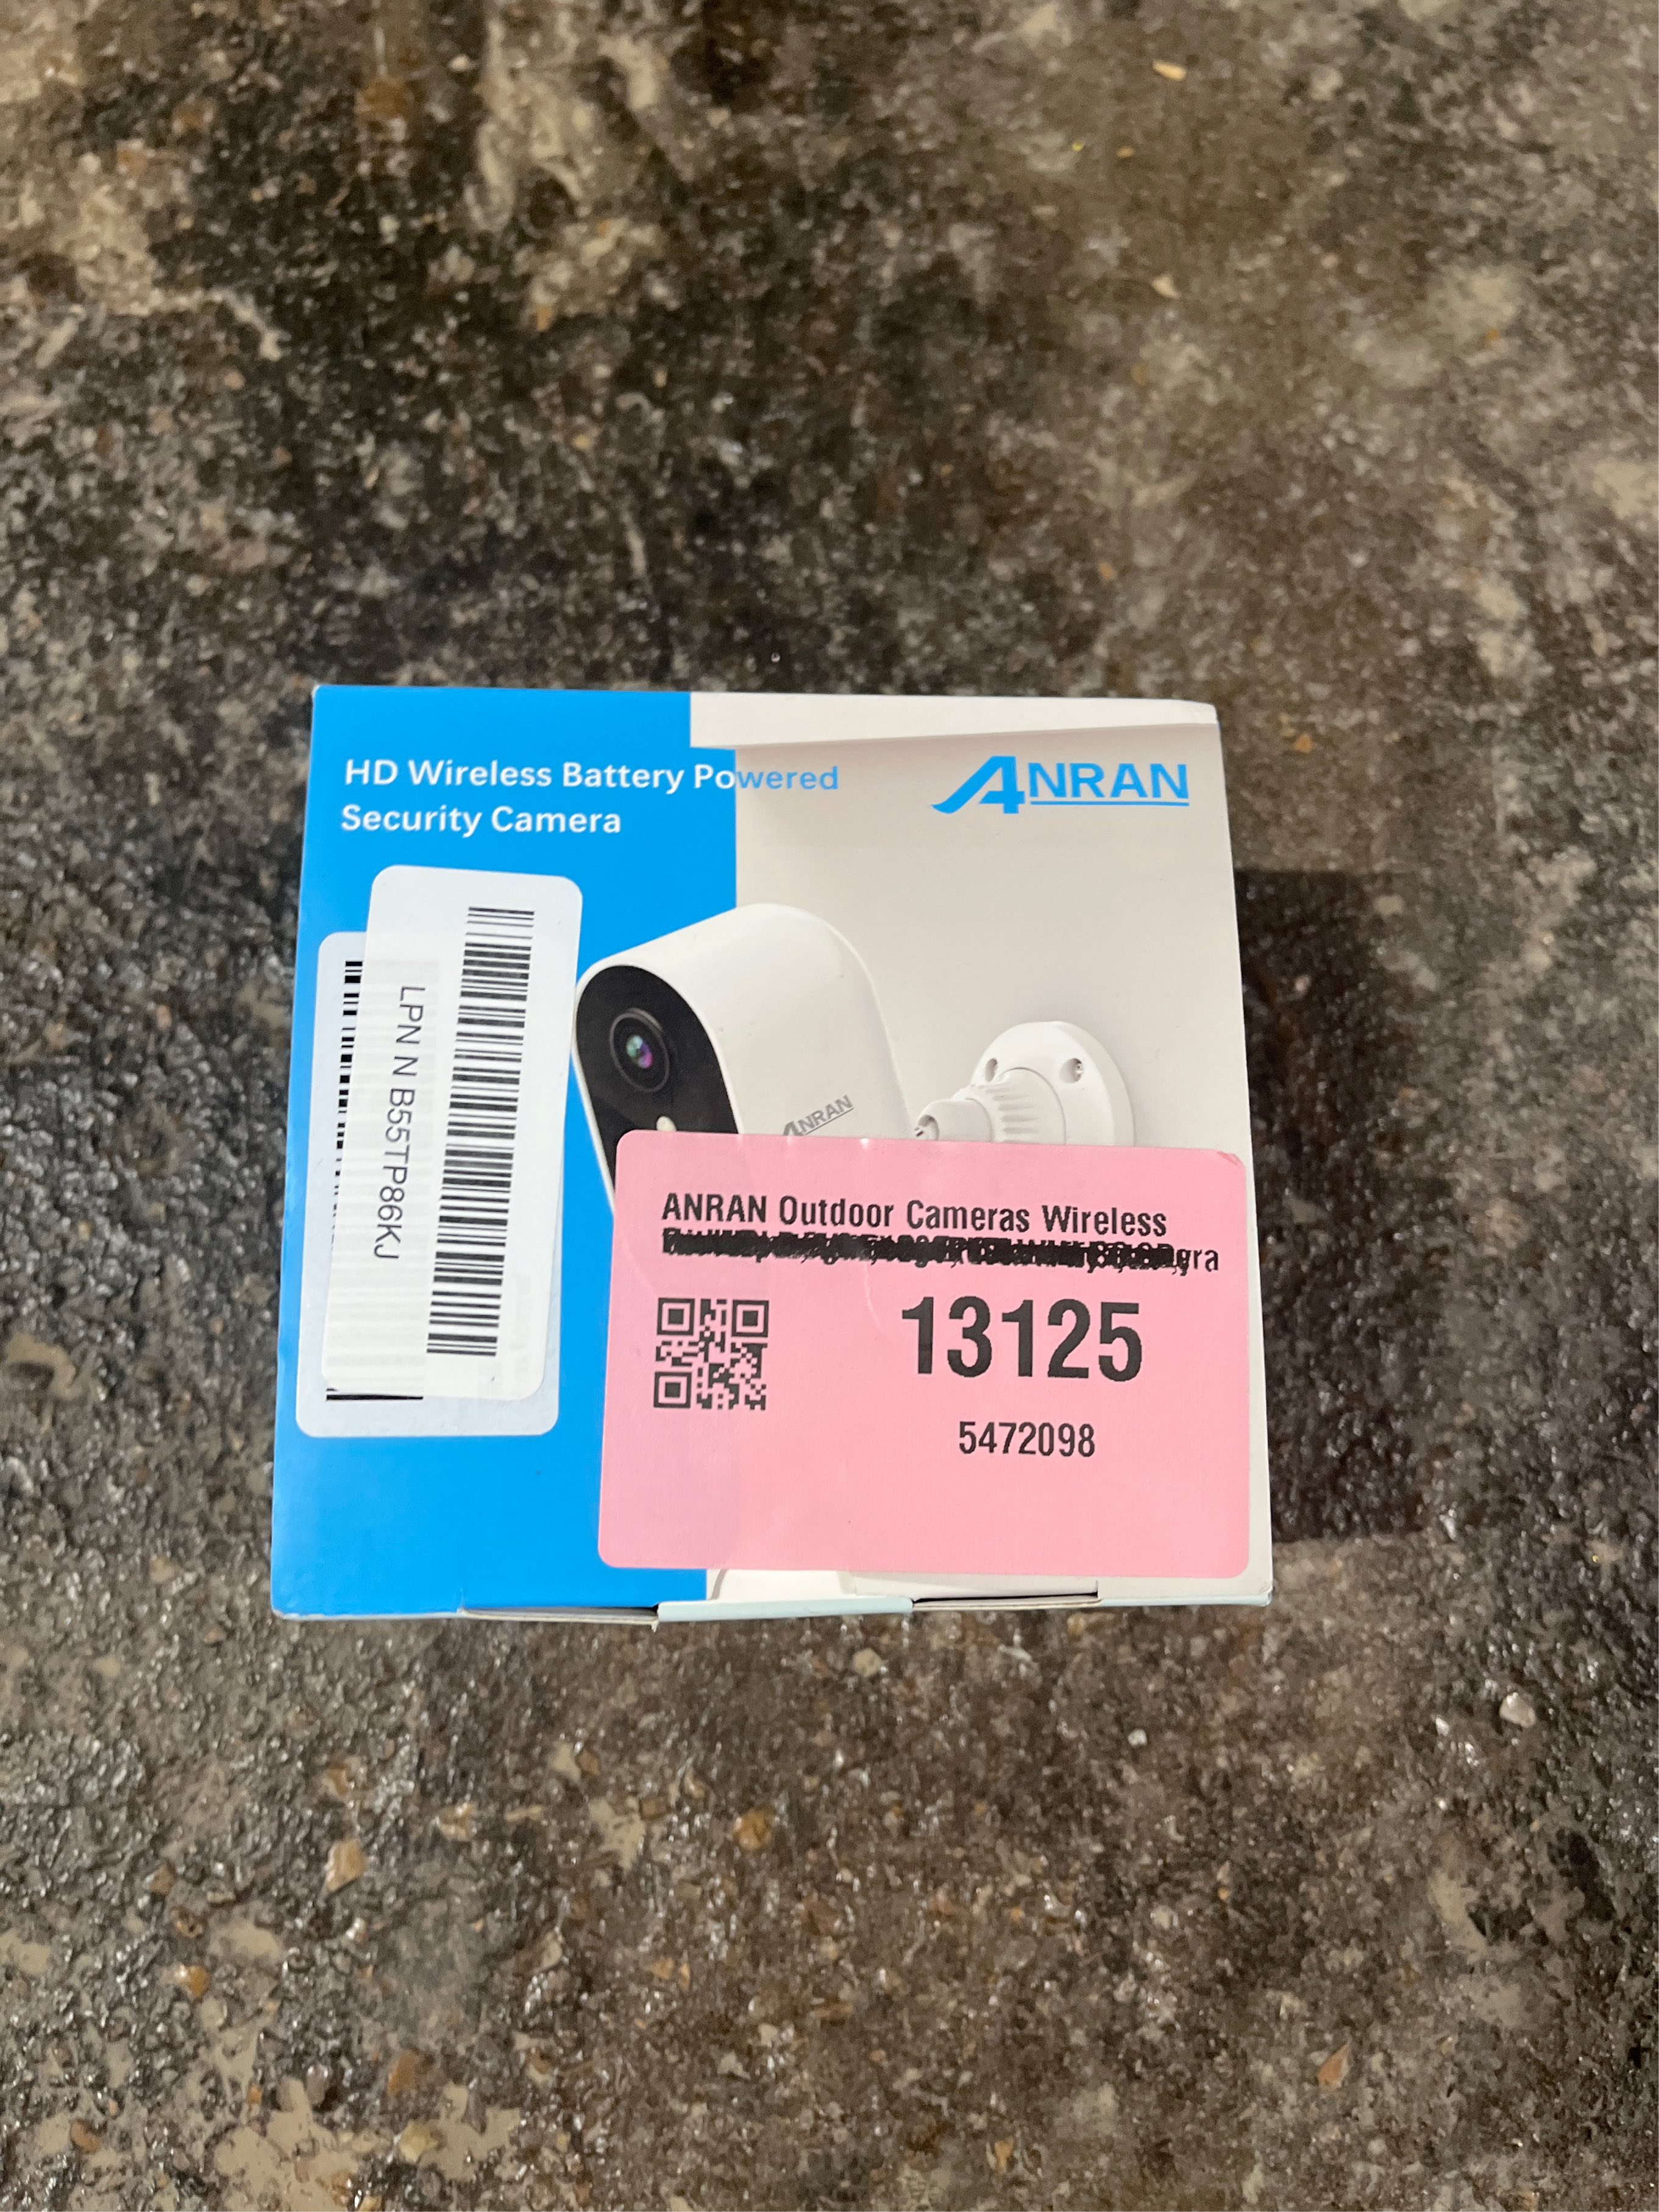 HD Wireless Battery Powered
Security Camera
ANRAN
LPN N B55TP86KJ
ANRAN
ANRAN Outdoor Cameras Wireless
13125
5472098